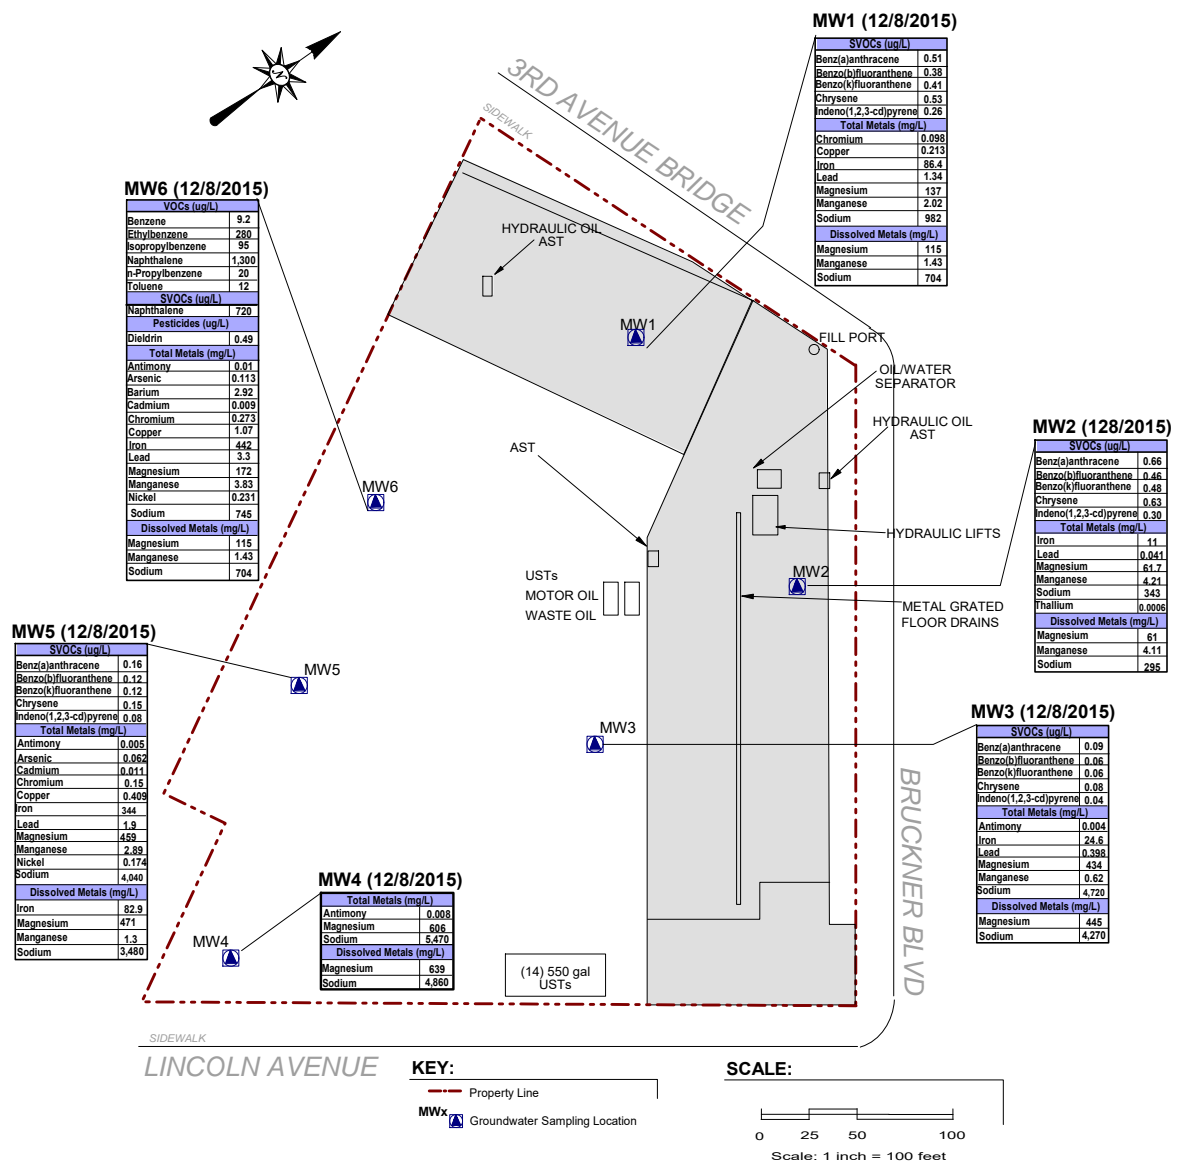 MW1 (12/8/2015)
SVOCs (ug/L)
Benz(a)anthracene 0.51
Benzo(b)fluoranthene 0.38
Benzo(k)fluoranthene 0.41
Chrysene 0.53
Indeno(1,2,3-cd)pyrene 0.26
Total Metals (mg/L)
Chromium 0.098
Copper 0.213
Iron 86.4
Lead 1.34
Magnesium 137
Manganese 2.02
Sodium 982
Dissolved Metals (mg/L)
Magnesium 115
Manganese 1.43
Sodium 704
N
3RD AVENUE BRIDGE
SIDEWALK
MW6 (12/8/2015)
VOCs (ug/L)
Benzene 9.2
Ethylbenzene 280
Isopropylbenzene 95
Naphthalene 1,300
n-Propylbenzene 20
Toluene 12
SVOCs (ug/L)
Naphthalene 720
Pesticides (ug/L)
Dieldrin 0.49
Total Metals (mg/L)
Antimony 0.01
Arsenic 0.113
Barium 2.92
Cadmium 0.009
Chromium 0.273
Copper 1.07
Iron 442
Lead 3.3
Magnesium 172
Manganese 3.83
Nickel 0.231
Sodium 745
Dissolved Metals (mg/L)
Magnesium 115
Manganese 1.43
Sodium 704
HYDRAULIC OIL
AST
MW1
FILL PORT
OIL/WATER
SEPARATOR
HYDRAULIC OIL
AST
AST
MW6
HYDRAULIC LIFTS
MW2
USTs
MOTOR OIL
WASTE OIL
METAL GRATED
FLOOR DRAINS
MW2 (128/2015)
SVOCs (ug/L)
Benz(a)anthracene 0.66
Benzo(b)fluoranthene 0.46
Benzo(k)fluoranthene 0.48
Chrysene 0.63
Indeno(1,2,3-cd)pyrene 0.30
Total Metals (mg/L)
Iron 11
Lead 0.041
Magnesium 61.7
Manganese 4.21
Sodium 343
Thallium 0.0006
Dissolved Metals (mg/L)
Magnesium 61
Manganese 4.11
Sodium 295
MW5 (12/8/2015)
SVOCs (ug/L)
Benz(a)anthracene 0.16
Benzo(b)fluoranthene 0.12
Benzo(k)fluoranthene 0.12
Chrysene 0.15
Indeno(1,2,3-cd)pyrene 0.08
Total Metals (mg/L)
Antimony 0.005
Arsenic 0.062
Cadmium 0.011
Chromium 0.15
Copper 0.409
Iron 344
Lead 1.9
Magnesium 459
Manganese 2.89
Nickel 0.174
Sodium 4,040
Dissolved Metals (mg/L)
Iron 82.9
Magnesium 471
Manganese 1.3
Sodium 3,480
MW5
MW3
MW3 (12/8/2015)
SVOCs (ug/L)
Benz(a)anthracene 0.09
Benzo(b)fluoranthene 0.06
Benzo(k)fluoranthene 0.06
Chrysene 0.08
Indeno(1,2,3-cd)pyrene 0.04
Total Metals (mg/L)
Antimony 0.004
Iron 24.6
Lead 0.398
Magnesium 434
Manganese 0.62
Sodium 4,720
Dissolved Metals (mg/L)
Magnesium 445
Sodium 4,270
BRUCKNER BLVD
MW4 (12/8/2015)
Total Metals (mg/L)
Antimony 0.008
Magnesium 606
Sodium 5,470
Dissolved Metals (mg/L)
Magnesium 639
Sodium 4,860
MW4
(14) 550 gal
USTs
SIDEWALK
LINCOLN AVENUE
KEY:
Property Line
MWx Groundwater Sampling Location
SCALE:
0 25 50 100
Scale: 1 inch = 100 feet